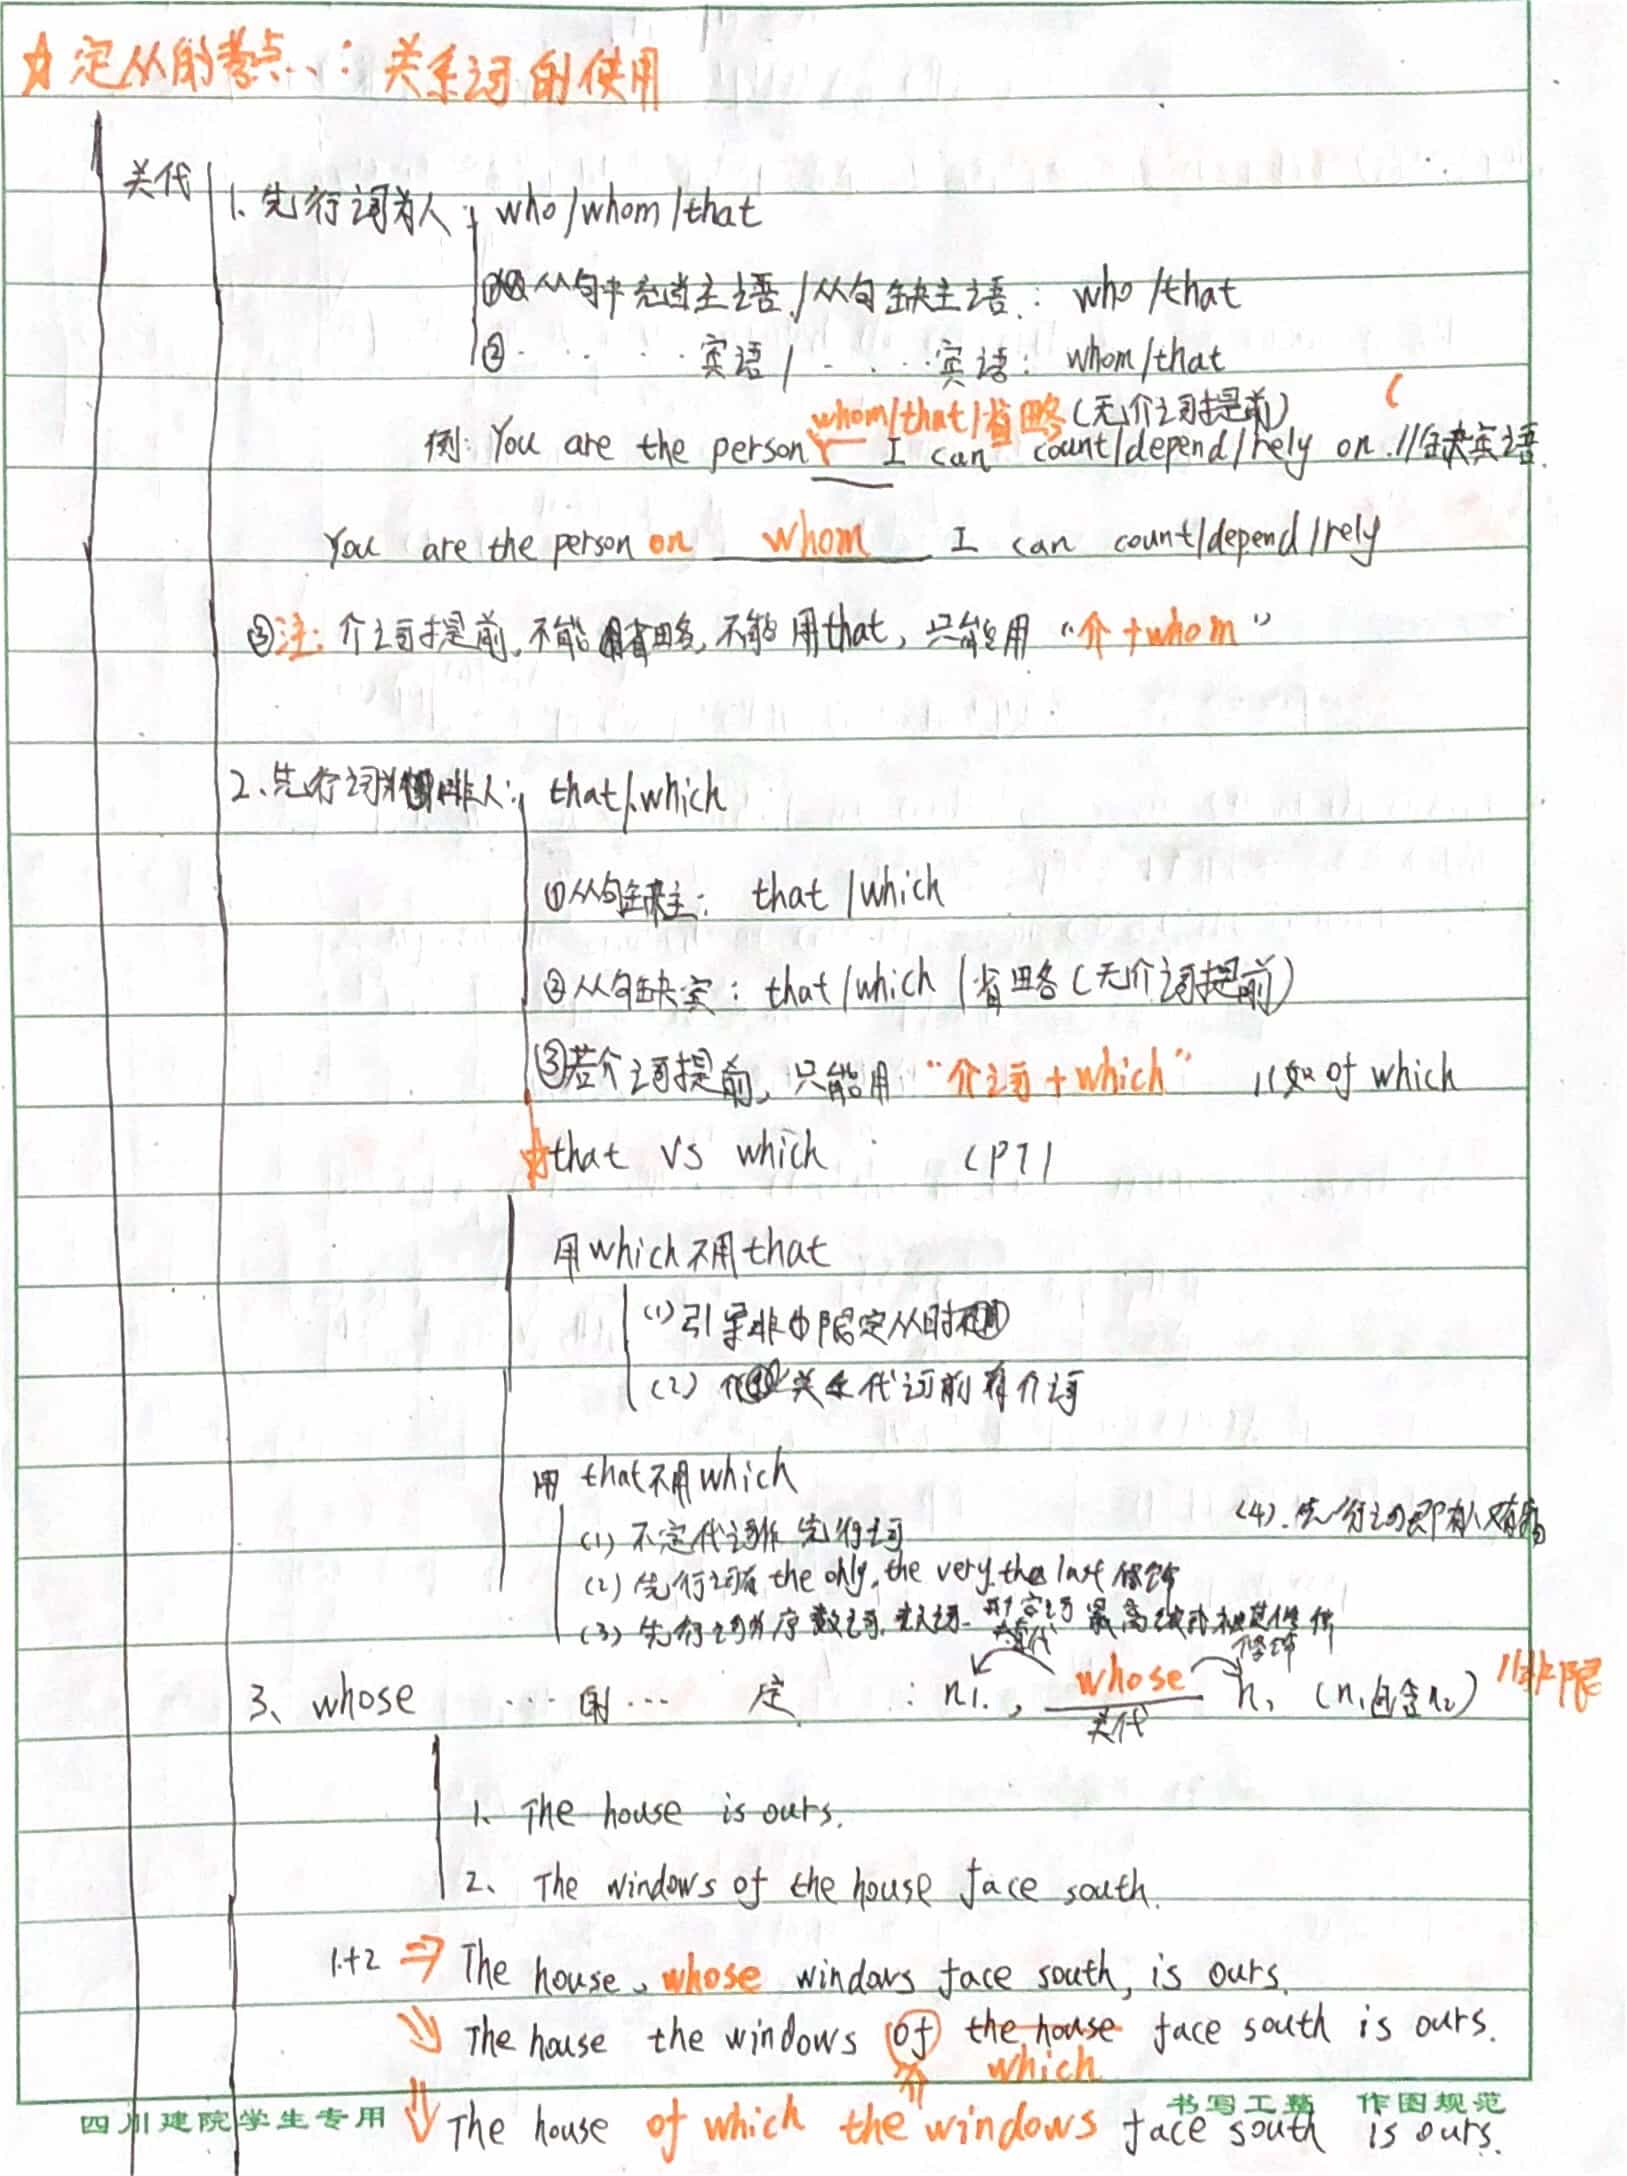 ☆定从的考点一：关系词的使用
关代
1. 先行词为人： who/whom/that
① 从句中充当主语/从句缺主语： who/that
② · · · · 宾语/ · · · · 宾语： whom/that
whom/that/省略(无介词提前)
例: You are the person I can count/depend/rely on.//缺宾语.
You are the person on whom I can count/depend/rely
③注: 介词提前,不能省略,不能用that, 只能用 “介+whom”
2.先行词为非人: that/which
①从句缺主: that/which
②从句缺宾: that/which/省略(无介词提前)
③若介词提前, 只能用 “介词+which” //如 of which
☆that vs which (P7)
用which不用that
(1)引导非限定从时
(2) 关系代词前有介词
用 that不用which
(4).先行词即有人又有物
(1) 不定代词作先行词
(2) 先行词有 the only, the very, the last 修饰
(3) 先行词为序数词, 形容词最高级或被其修饰
修饰
3、whose ···的··· 定 : n1., whose n, (n1包含n2) //非限
关代
1. The house is ours.
2、 The windows of the house face south.
1+2 ⇒ The house, whose windows face south, is ours.
⇘ The house the windows of the house face south is ours.
which
四川建院学生专用 书写工整 作图规范
⇓ The house of which the windows face south is ours.